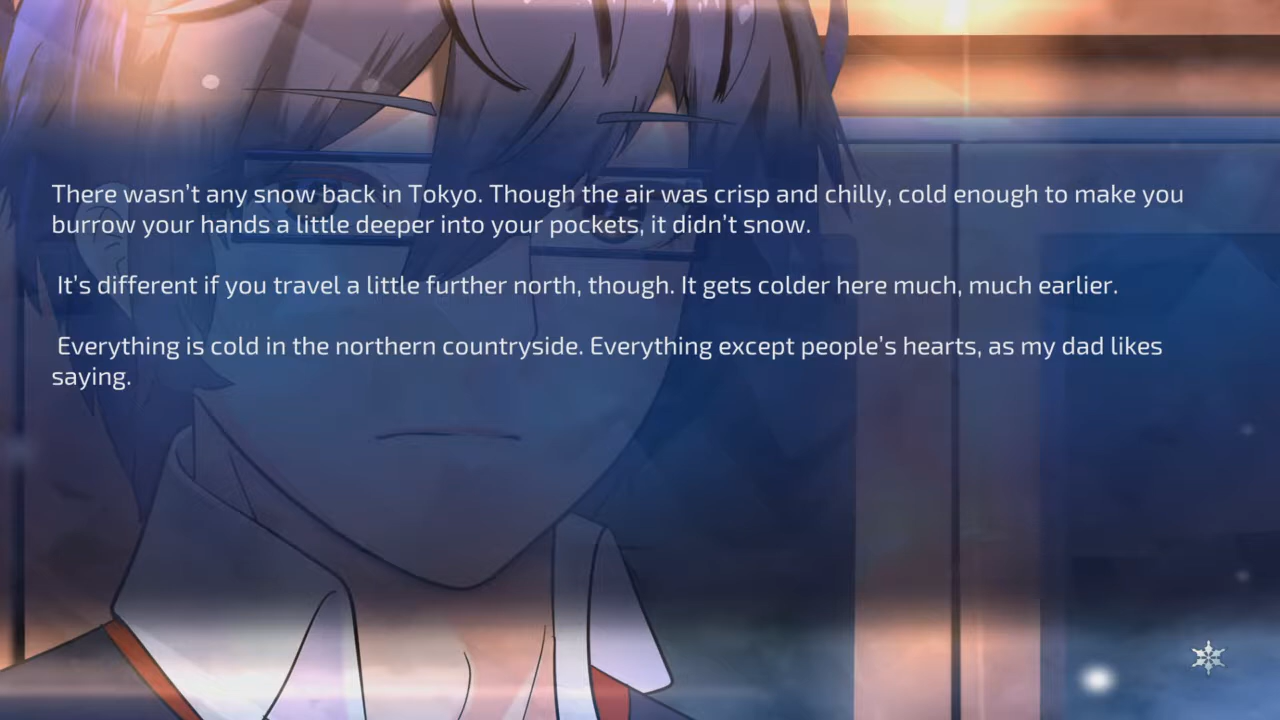 There wasn’t any snow back in Tokyo. Though the air was crisp and chilly, cold enough to make you
burrow your hands a little deeper into your pockets, it didn’t snow.
It’s different if you travel a little further north, though. It gets colder here much, much earlier.
Everything is cold in the northern countryside. Everything except people’s hearts, as my dad likes
saying.